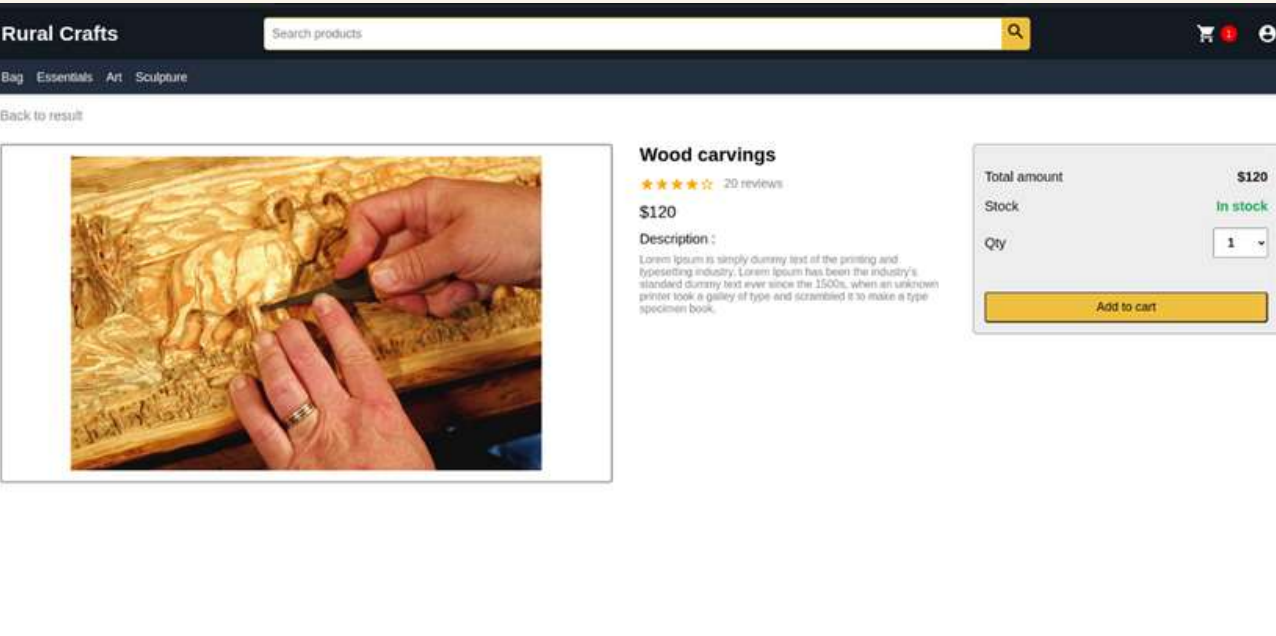 Rural Crafts
Search products
1
Bag Essentials Art Sculpture
Back to result
Wood carvings
20 reviews
$120
Description :
Lorem Ipsum is simply dummy text of the printing and
typesetting industry. Lorem Ipsum has been the industry's
standard dummy text ever since the 1500s, when an unknown
printer took a galley of type and scrambled it to make a type
specimen book.
Total amount $120
Stock In stock
Qty 1
Add to cart